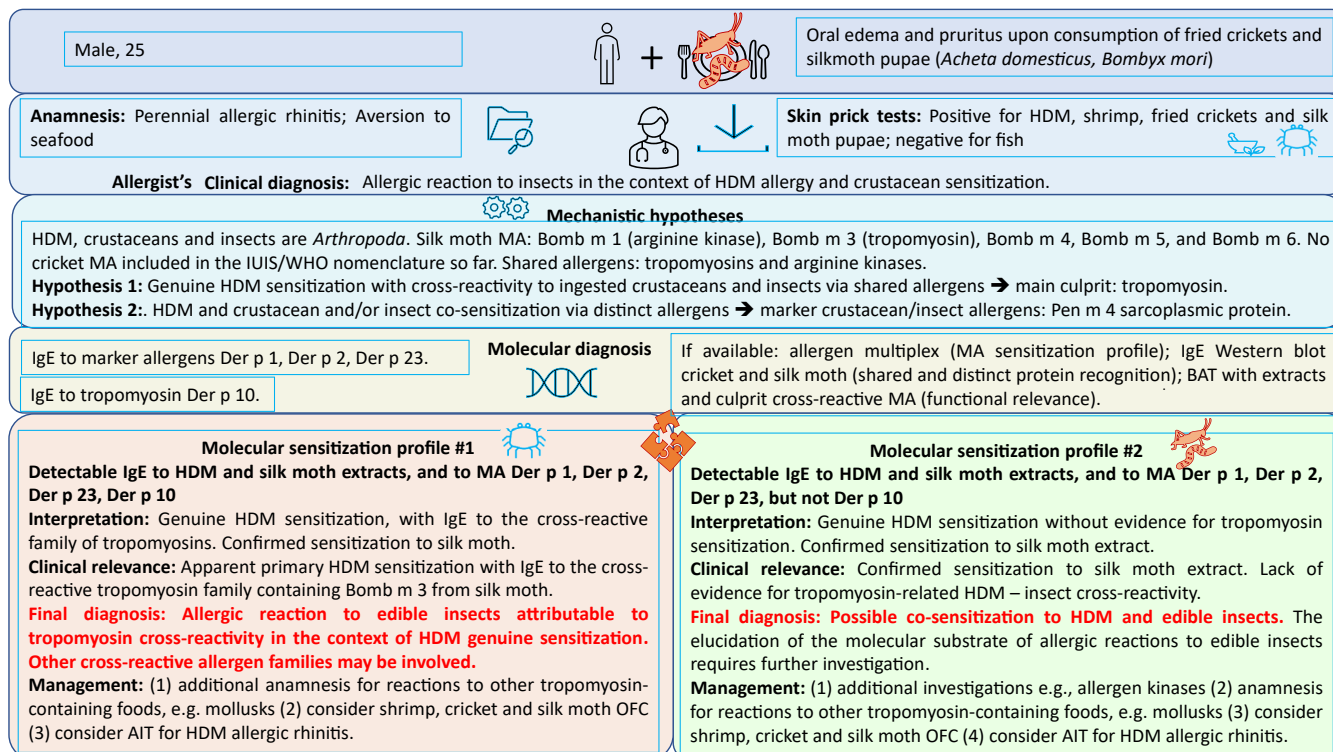 Male, 25
Oral edema and pruritus upon consumption of fried crickets and
silkmoth pupae (Acheta domesticus, Bombyx mori)
Anamnesis: Perennial allergic rhinitis; Aversion to
seafood
Skin prick tests: Positive for HDM, shrimp, fried crickets and silk
moth pupae; negative for fish
Allergist's Clinical diagnosis: Allergic reaction to insects in the context of HDM allergy and crustacean sensitization.
Mechanistic hypotheses
HDM, crustaceans and insects are Arthropoda. Silk moth MA: Bomb m 1 (arginine kinase), Bomb m 3 (tropomyosin), Bomb m 4, Bomb m 5, and Bomb m 6. No
cricket MA included in the IUIS/WHO nomenclature so far. Shared allergens: tropomyosins and arginine kinases.
Hypothesis 1: Genuine HDM sensitization with cross-reactivity to ingested crustaceans and insects via shared allergens ➔ main culprit: tropomyosin.
Hypothesis 2:. HDM and crustacean and/or insect co-sensitization via distinct allergens ➔ marker crustacean/insect allergens: Pen m 4 sarcoplasmic protein.
IgE to marker allergens Der p 1, Der p 2, Der p 23.
IgE to tropomyosin Der p 10.
Molecular diagnosis
If available: allergen multiplex (MA sensitization profile); IgE Western blot
cricket and silk moth (shared and distinct protein recognition); BAT with extracts
and culprit cross-reactive MA (functional relevance).
Molecular sensitization profile #1
Detectable IgE to HDM and silk moth extracts, and to MA Der p 1, Der p 2,
Der p 23, Der p 10
Interpretation: Genuine HDM sensitization, with IgE to the cross-reactive
family of tropomyosins. Confirmed sensitization to silk moth.
Clinical relevance: Apparent primary HDM sensitization with IgE to the cross-
reactive tropomyosin family containing Bomb m 3 from silk moth.
Final diagnosis: Allergic reaction to edible insects attributable to
tropomyosin cross-reactivity in the context of HDM genuine sensitization.
Other cross-reactive allergen families may be involved.
Management: (1) additional anamnesis for reactions to other tropomyosin-
containing foods, e.g. mollusks (2) consider shrimp, cricket and silk moth OFC
(3) consider AIT for HDM allergic rhinitis.
Molecular sensitization profile #2
Detectable IgE to HDM and silk moth extracts, and to MA Der p 1, Der p 2,
Der p 23, but not Der p 10
Interpretation: Genuine HDM sensitization without evidence for tropomyosin
sensitization. Confirmed sensitization to silk moth extract.
Clinical relevance: Confirmed sensitization to silk moth extract. Lack of
evidence for tropomyosin-related HDM – insect cross-reactivity.
Final diagnosis: Possible co-sensitization to HDM and edible insects. The
elucidation of the molecular substrate of allergic reactions to edible insects
requires further investigation.
Management: (1) additional investigations e.g., allergen kinases (2) anamnesis
for reactions to other tropomyosin-containing foods, e.g. mollusks (3) consider
shrimp, cricket and silk moth OFC (4) consider AIT for HDM allergic rhinitis.